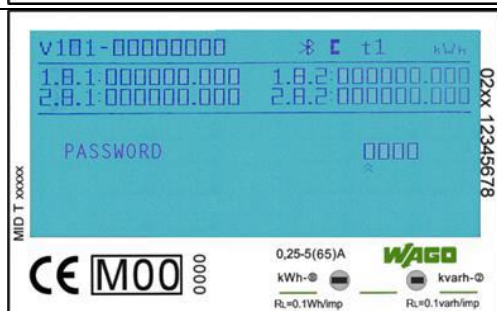 V101-00000000 C t1 kWh
1.8.1:000000.000 1.8.2:000000.000
2.8.1:000000.000 2.8.2:000000.000
PASSWORD 0000
02xx 12345678
MID T xxxxx
CE M00 0000
0,25-5(65)A WAGO
kWh-① kvarh-②
RL=0.1Wh/imp RL=0.1varh/imp